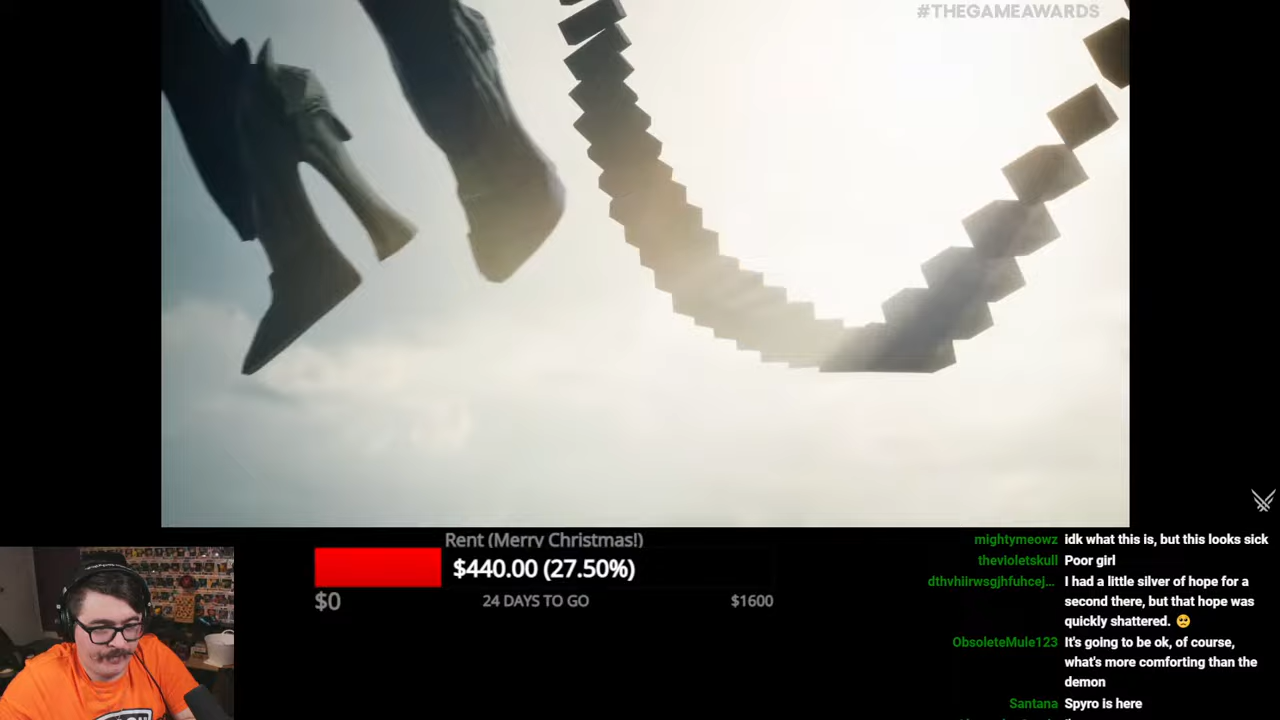 #THEGAMEAWARDS
Rent (Merry Christmas!)
$440.00 (27.50%)
$0
24 DAYS TO GO
$1600
mightymeowz idk what this is, but this looks sick
thevioletskull Poor girl
dthvhiirwsgjhfuhcej... I had a little silver of hope for a
second there, but that hope was
quickly shattered. 🥺
ObsoleteMule123 It's going to be ok, of course,
what's more comforting than the
demon
Santana Spyro is here